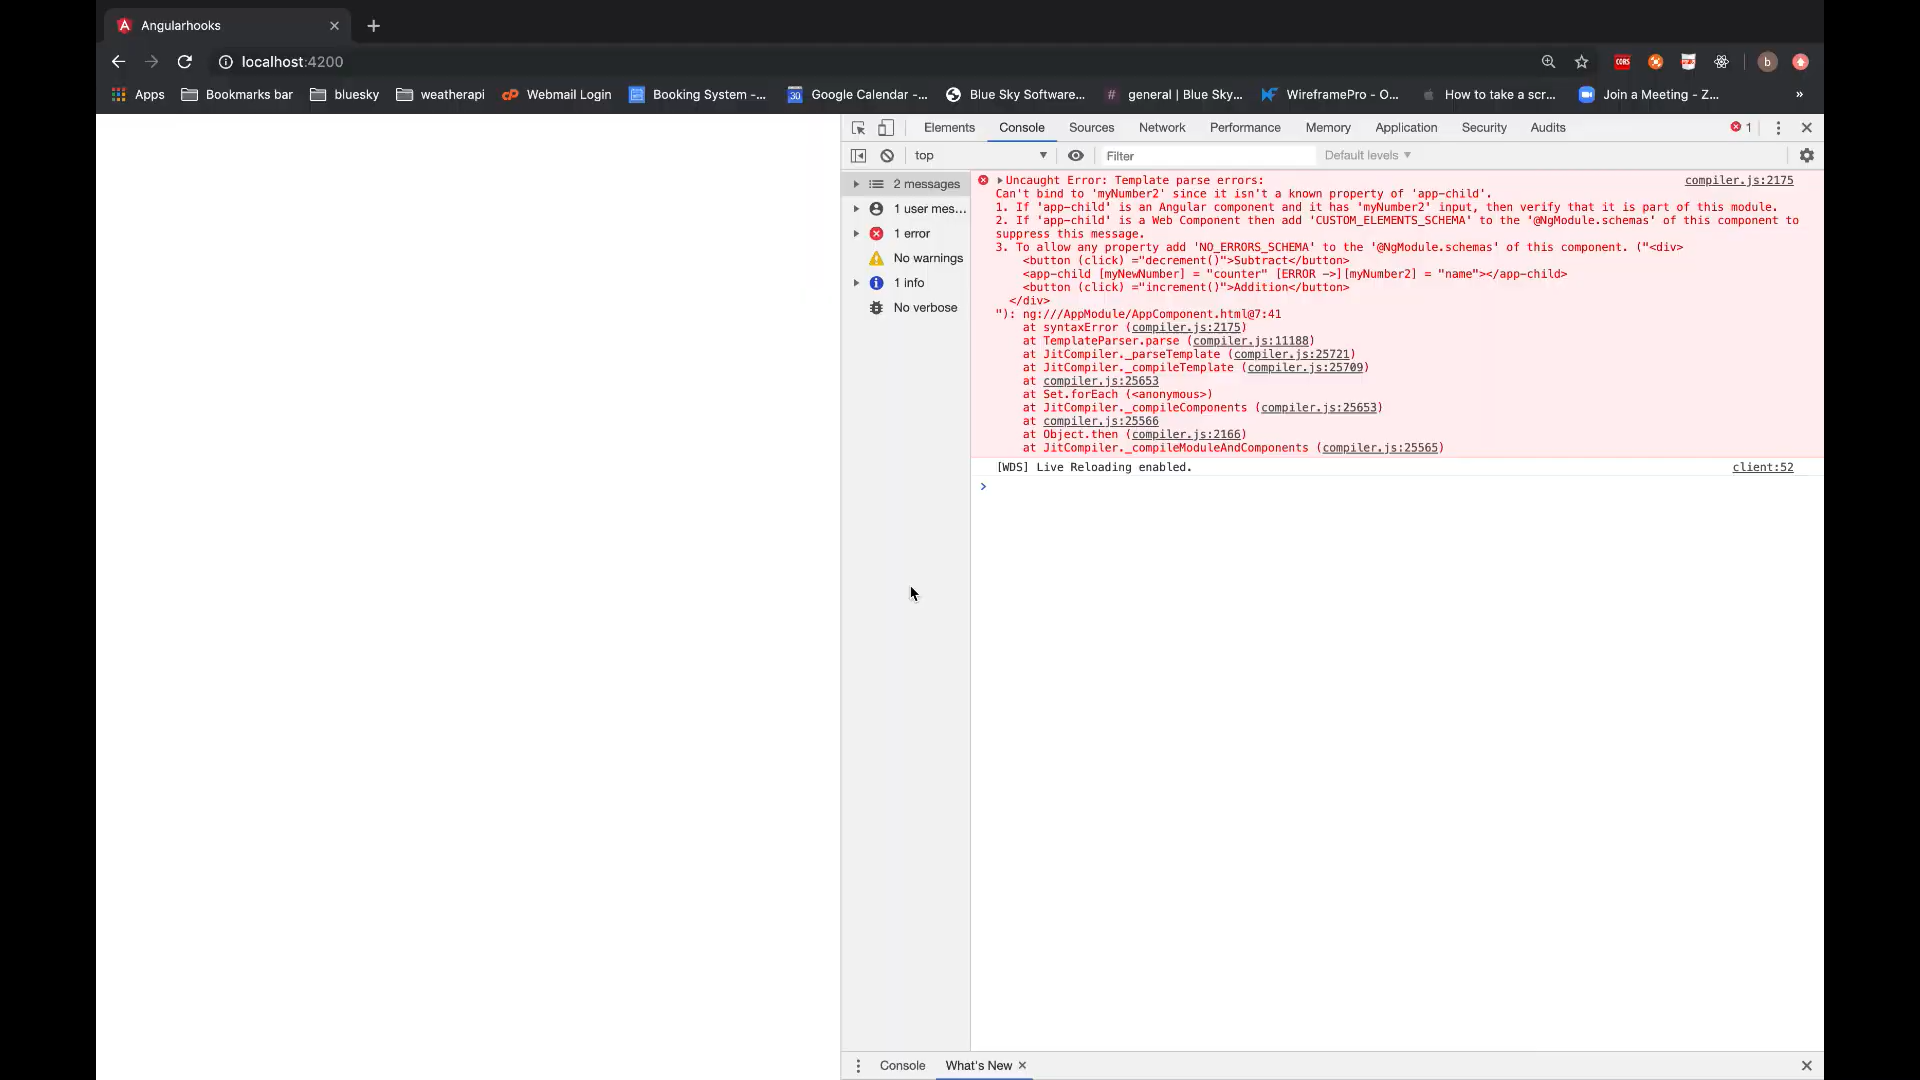 Angularhooks
localhost:4200
Apps Bookmarks bar bluesky weatherapi Webmail Login Booking System -... Google Calendar -... Blue Sky Software... general | Blue Sky... WireframePro - O... How to take a scr... Join a Meeting - Z... »
Elements Console Sources Network Performance Memory Application Security Audits 1
top Filter Default levels
2 messages
1 user mes...
1 error
No warnings
1 info
No verbose
Uncaught Error: Template parse errors: compiler.js:2175
Can't bind to 'myNumber2' since it isn't a known property of 'app-child'.
1. If 'app-child' is an Angular component and it has 'myNumber2' input, then verify that it is part of this module.
2. If 'app-child' is a Web Component then add 'CUSTOM_ELEMENTS_SCHEMA' to the '@NgModule.schemas' of this component to
suppress this message.
3. To allow any property add 'NO_ERRORS_SCHEMA' to the '@NgModule.schemas' of this component. ("<div>
<button (click) ="decrement()">Subtract</button>
<app-child [myNewNumber] = "counter" [ERROR ->][myNumber2] = "name"></app-child>
<button (click) ="increment()">Addition</button>
</div>
"): ng:///AppModule/AppComponent.html@7:41
at syntaxError (compiler.js:2175)
at TemplateParser.parse (compiler.js:11188)
at JitCompiler._parseTemplate (compiler.js:25721)
at JitCompiler._compileTemplate (compiler.js:25709)
at compiler.js:25653
at Set.forEach (<anonymous>)
at JitCompiler._compileComponents (compiler.js:25653)
at compiler.js:25566
at Object.then (compiler.js:2166)
at JitCompiler._compileModuleAndComponents (compiler.js:25565)
[WDS] Live Reloading enabled. client:52
>
Console What's New